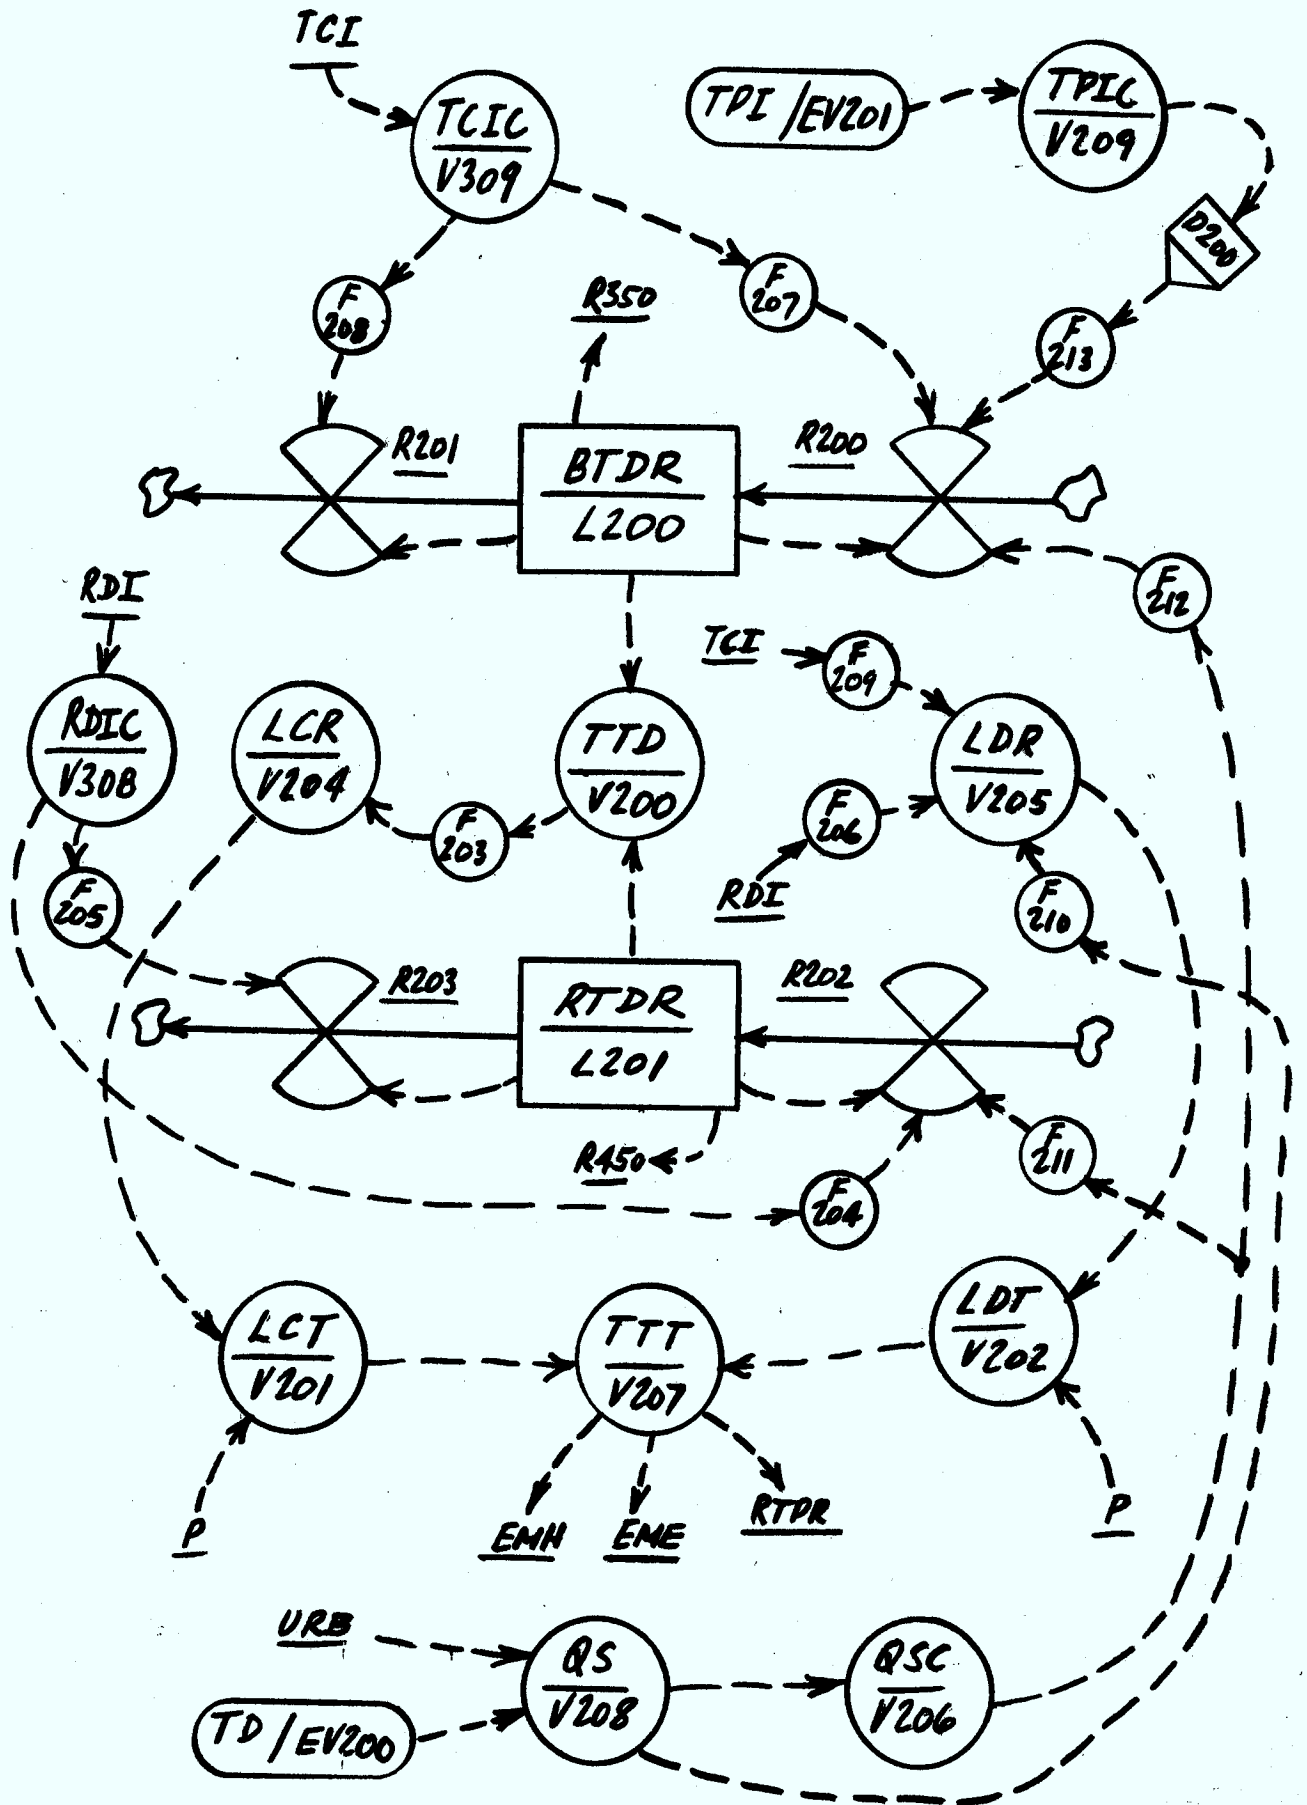 TCI
TCIC
V309
TPI /EV201
TPIC
V209
D200
F
208
R350
F
207
F
213
R201
BTDR
L200
R200
RDI
F
212
TCI
F
209
RDIC
V308
LCR
V204
TTD
V200
LDR
V205
F
203
F
206
RDI
F
205
F
210
R203
RTDR
L201
R202
R450
F
211
F
204
LCT
V201
TTT
V207
LDT
V202
P
EMH
EME
RTPR
P
URB
QS
V208
QSC
V206
TD /EV200